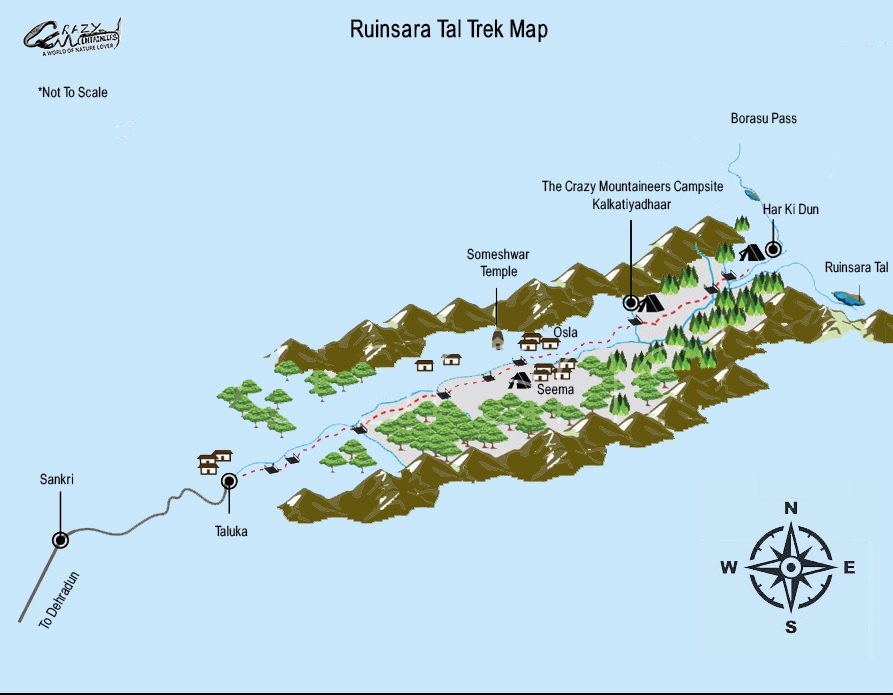 CRAZY
MOUNTAINEERS
A WORLD OF NATURE LOVER
Ruinsara Tal Trek Map
*Not To Scale
Borasu Pass
The Crazy Mountaineers Campsite
Kalkatiyadhaar
Har Ki Dun
Someshwar
Temple
Ruinsara Tal
Osla
Seema
Sankri
Taluka
To Dehradun
N
W
E
S